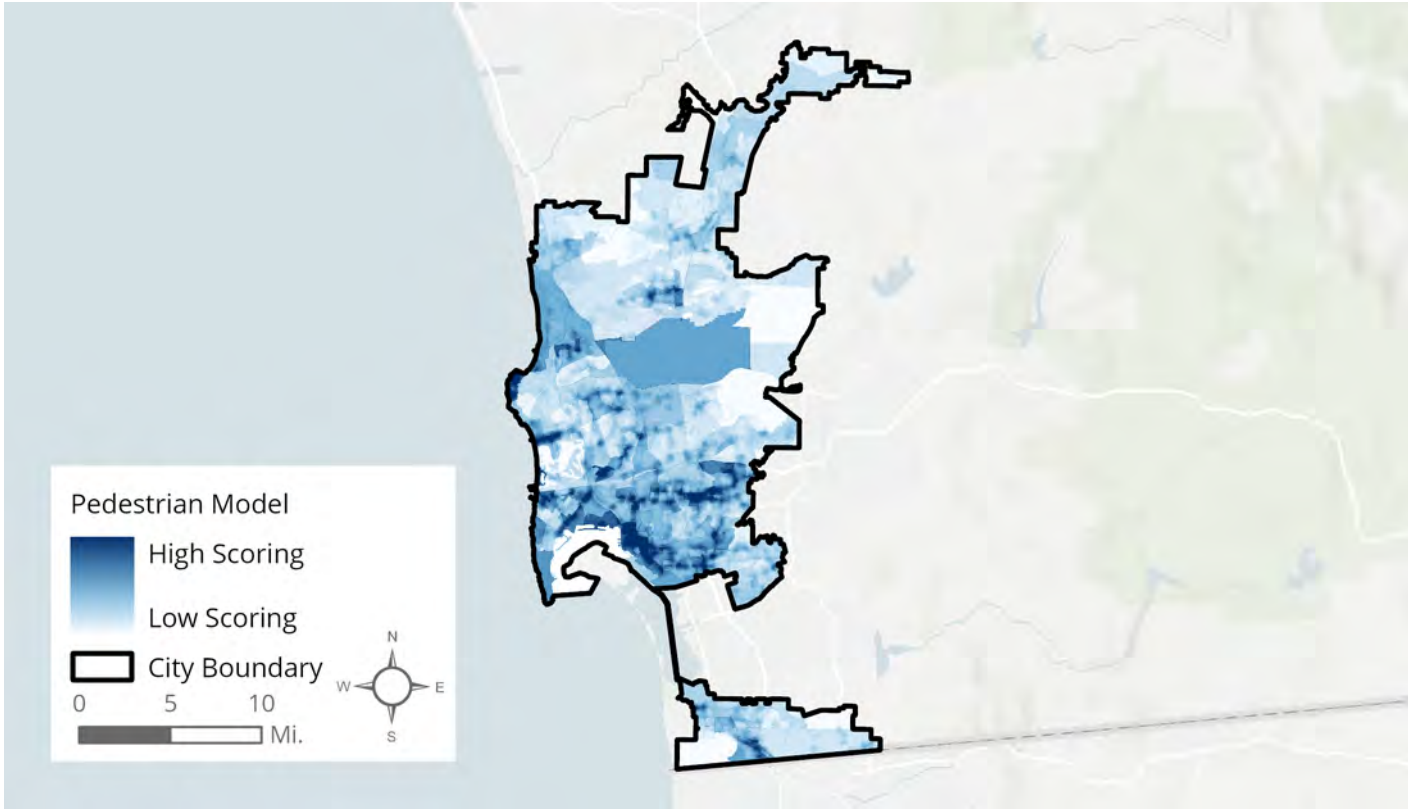 Pedestrian Model
High Scoring
Low Scoring
City Boundary
0 5 10
Mi.
N
W E
S